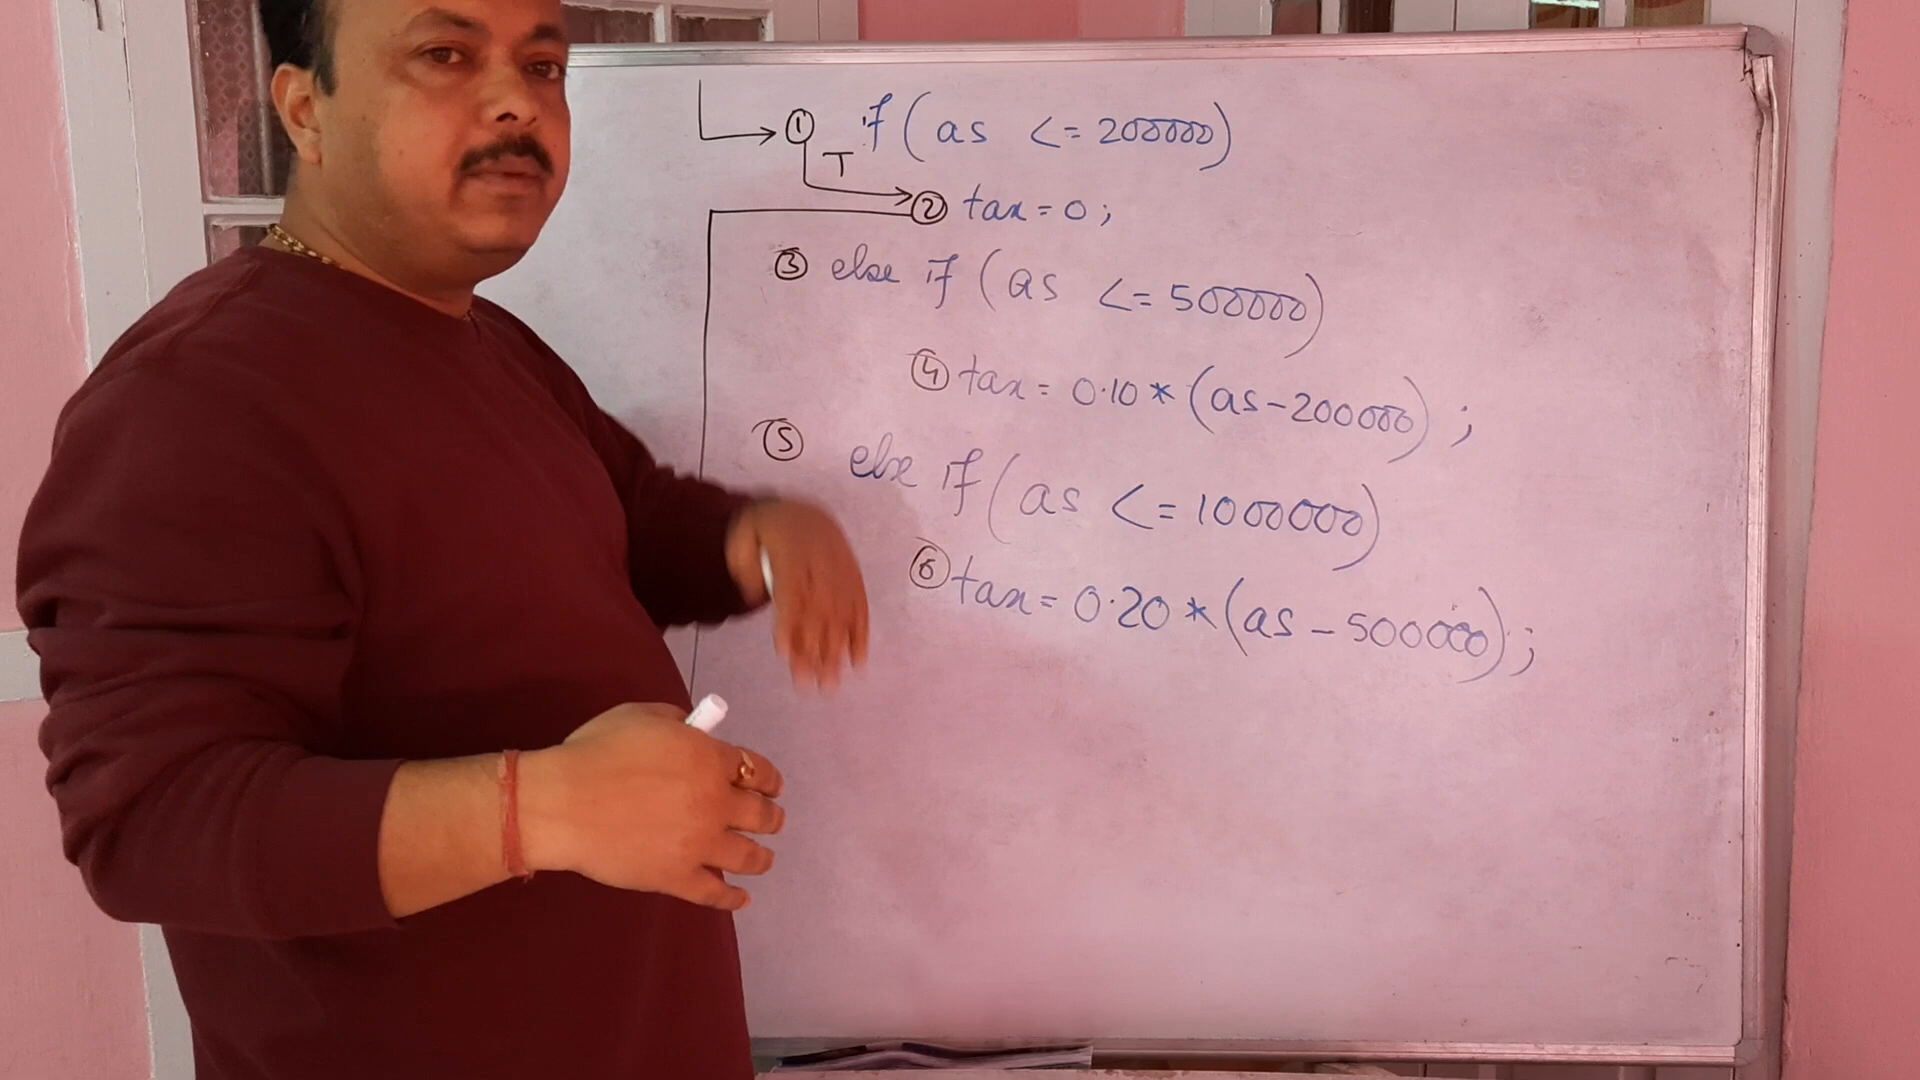 ① if (as <= 200000)
T
② tax = 0;
③ else if (as <= 500000)
④ tax = 0.10 * (as - 200000);
⑤ else if (as <= 1000000)
⑥ tax = 0.20 * (as - 500000);